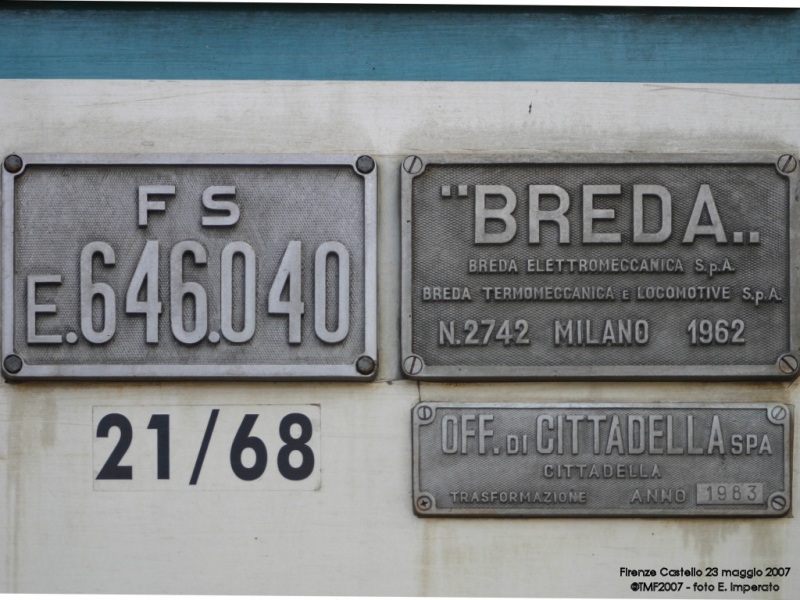 FS
E.646.040
"BREDA..
BREDA ELETTROMECCANICA S.p.A.
BREDA TERMOMECCANICA e LOCOMOTIVE S.p.A.
N.2742 MILANO 1962
21/68
OFF. DI CITTADELLA SPA
CITTADELLA
TRASFORMAZIONE ANNO 1983
Firenze Castello 23 maggio 2007
©TMF2007 - foto E. Imperato